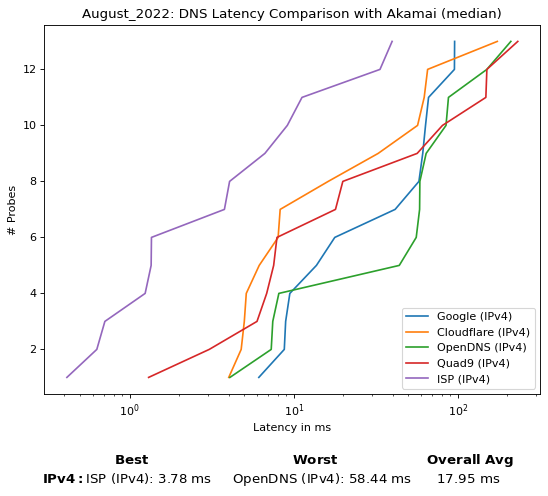 August_2022: DNS Latency Comparison with Akamai (median)
# Probes
12
10
8
6
4
2
Google (IPv4)
Cloudflare (IPv4)
OpenDNS (IPv4)
Quad9 (IPv4)
ISP (IPv4)
10⁰ 10¹ 10²
Latency in ms
Best Worst Overall Avg
IPv4: ISP (IPv4): 3.78 ms OpenDNS (IPv4): 58.44 ms 17.95 ms